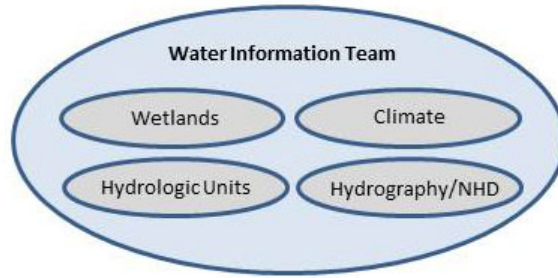 Water Information Team
Wetlands
Climate
Hydrologic Units
Hydrography/NHD